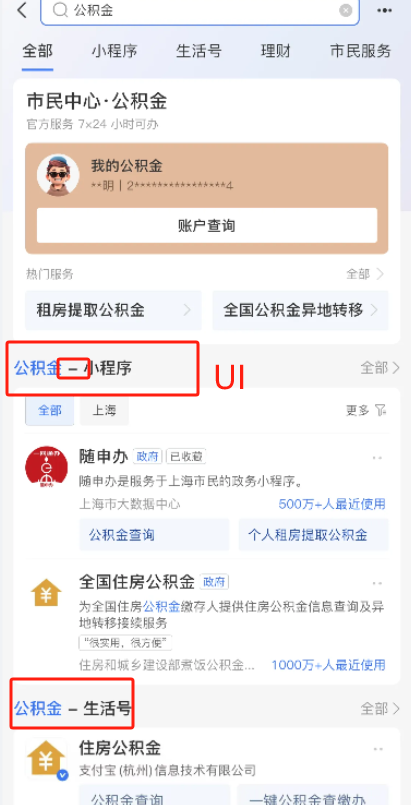 公积金
全部 小程序 生活号 理财 市民服务
市民中心·公积金
官方服务 7×24 小时可办
我的公积金
**明 | 2****************4
账户查询
热门服务 全部
租房提取公积金 全国公积金异地转移
公积金 – 小程序 全部
UI
全部 上海 更多
随申办 政府 已收藏
随申办是服务于上海市民的政务小程序。
上海市大数据中心 500万+人最近使用
公积金查询 个人租房提取公积金
全国住房公积金 政府
为全国住房公积金缴存人提供住房公积金信息查询及异
地转移接续服务
“很实用，很方便”
住房和城乡建设部煮饭公积金... 1000万+人最近使用
公积金 – 生活号 全部
住房公积金
支付宝(杭州)信息技术有限公司
公积金查询 一键公积金查缴办